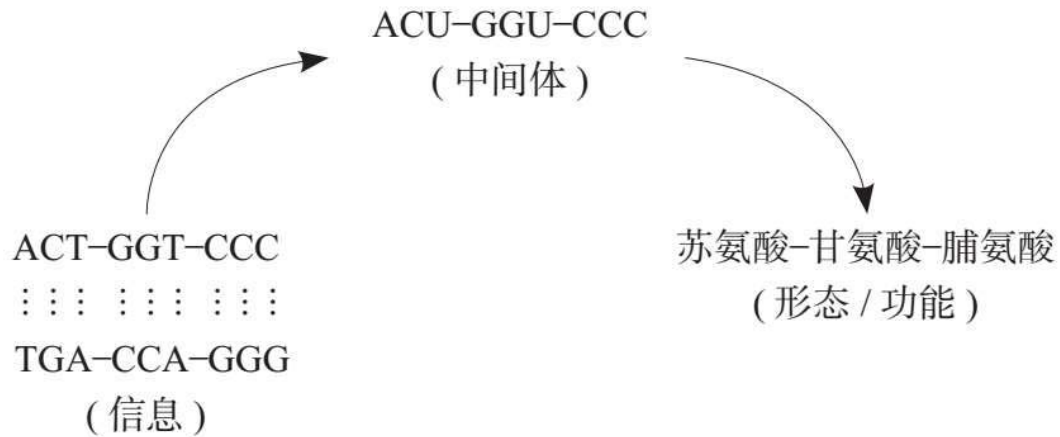 ACU-GGU-CCC
(中间体)
ACT-GGT-CCC
TGA-CCA-GGG
(信息)
苏氨酸-甘氨酸-脯氨酸
(形态/功能)